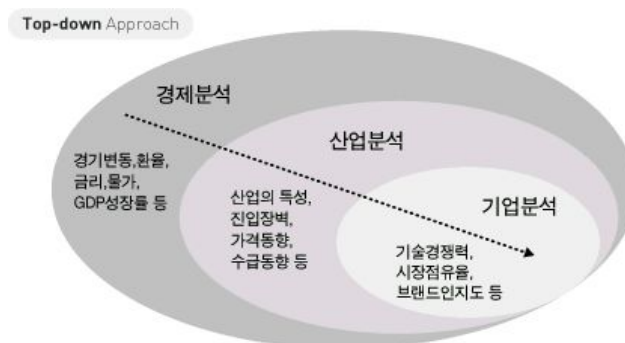 Top-down Approach
경제분석
경기변동,환율,
금리,물가,
GDP성장률 등
산업분석
산업의 특성,
진입장벽,
가격동향,
수급동향 등
기업분석
기술경쟁력,
시장점유율,
브랜드인지도 등